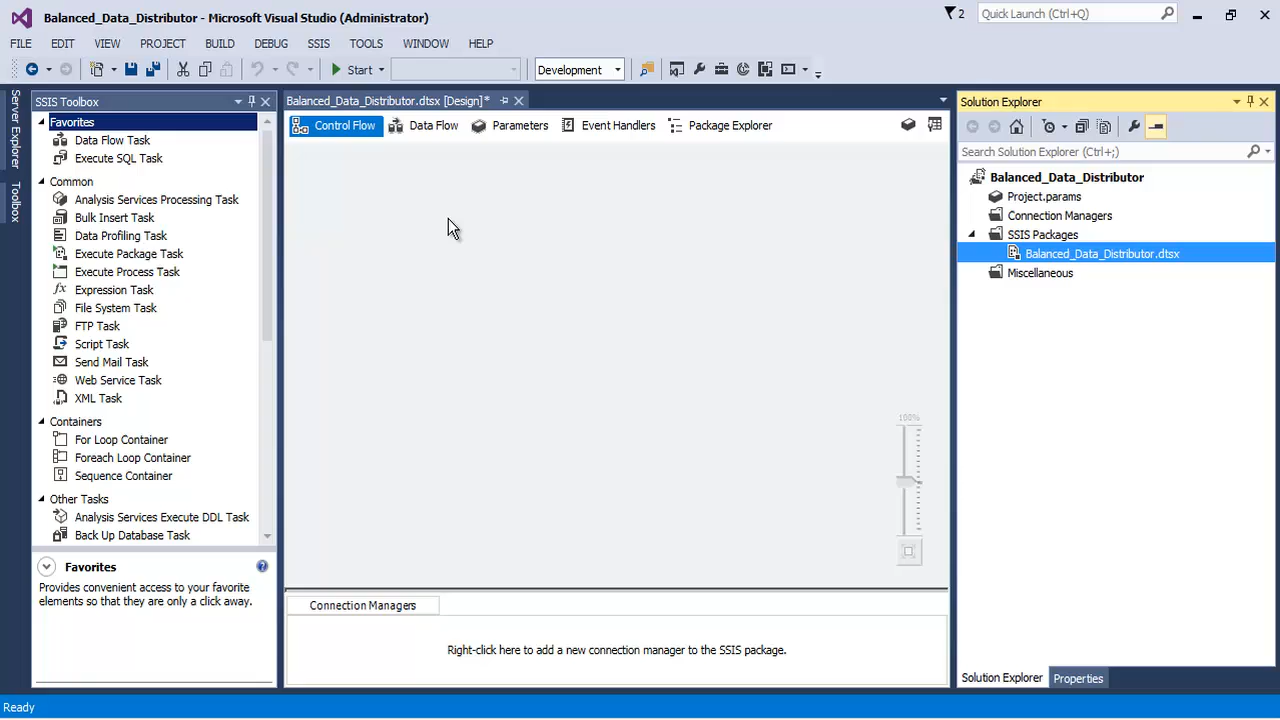 Balanced_Data_Distributor - Microsoft Visual Studio (Administrator)
2
Quick Launch (Ctrl+Q)
FILE EDIT VIEW PROJECT BUILD DEBUG SSIS TOOLS WINDOW HELP
Start
Development
Server Explorer
Toolbox
SSIS Toolbox
Favorites
Data Flow Task
Execute SQL Task
Common
Analysis Services Processing Task
Bulk Insert Task
Data Profiling Task
Execute Package Task
Execute Process Task
Expression Task
File System Task
FTP Task
Script Task
Send Mail Task
Web Service Task
XML Task
Containers
For Loop Container
Foreach Loop Container
Sequence Container
Other Tasks
Analysis Services Execute DDL Task
Back Up Database Task
Favorites
Provides convenient access to your favorite
elements so that they are only a click away.
Balanced_Data_Distributor.dtsx [Design]*
Control Flow Data Flow Parameters Event Handlers Package Explorer
100%
Connection Managers
Right-click here to add a new connection manager to the SSIS package.
Solution Explorer
Search Solution Explorer (Ctrl+;)
Balanced_Data_Distributor
Project.params
Connection Managers
SSIS Packages
Balanced_Data_Distributor.dtsx
Miscellaneous
Solution Explorer Properties
Ready